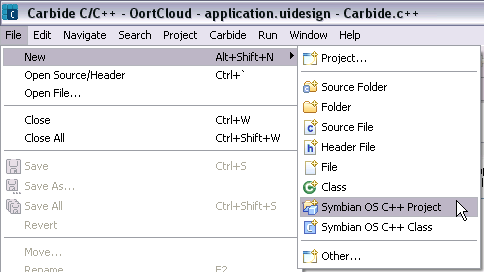 Carbide C/C++ - OortCloud - application.uidesign - Carbide.c++
File Edit Navigate Search Project Carbide Run Window Help
New Alt+Shift+N
Open Source/Header Ctrl+`
Open File...
Close Ctrl+W
Close All Ctrl+Shift+W
Save Ctrl+S
Save As...
Save All Ctrl+Shift+S
Revert
Move...
Rename F2
Project...
Source Folder
Folder
Source File
Header File
File
Class
Symbian OS C++ Project
Symbian OS C++ Class
Other...